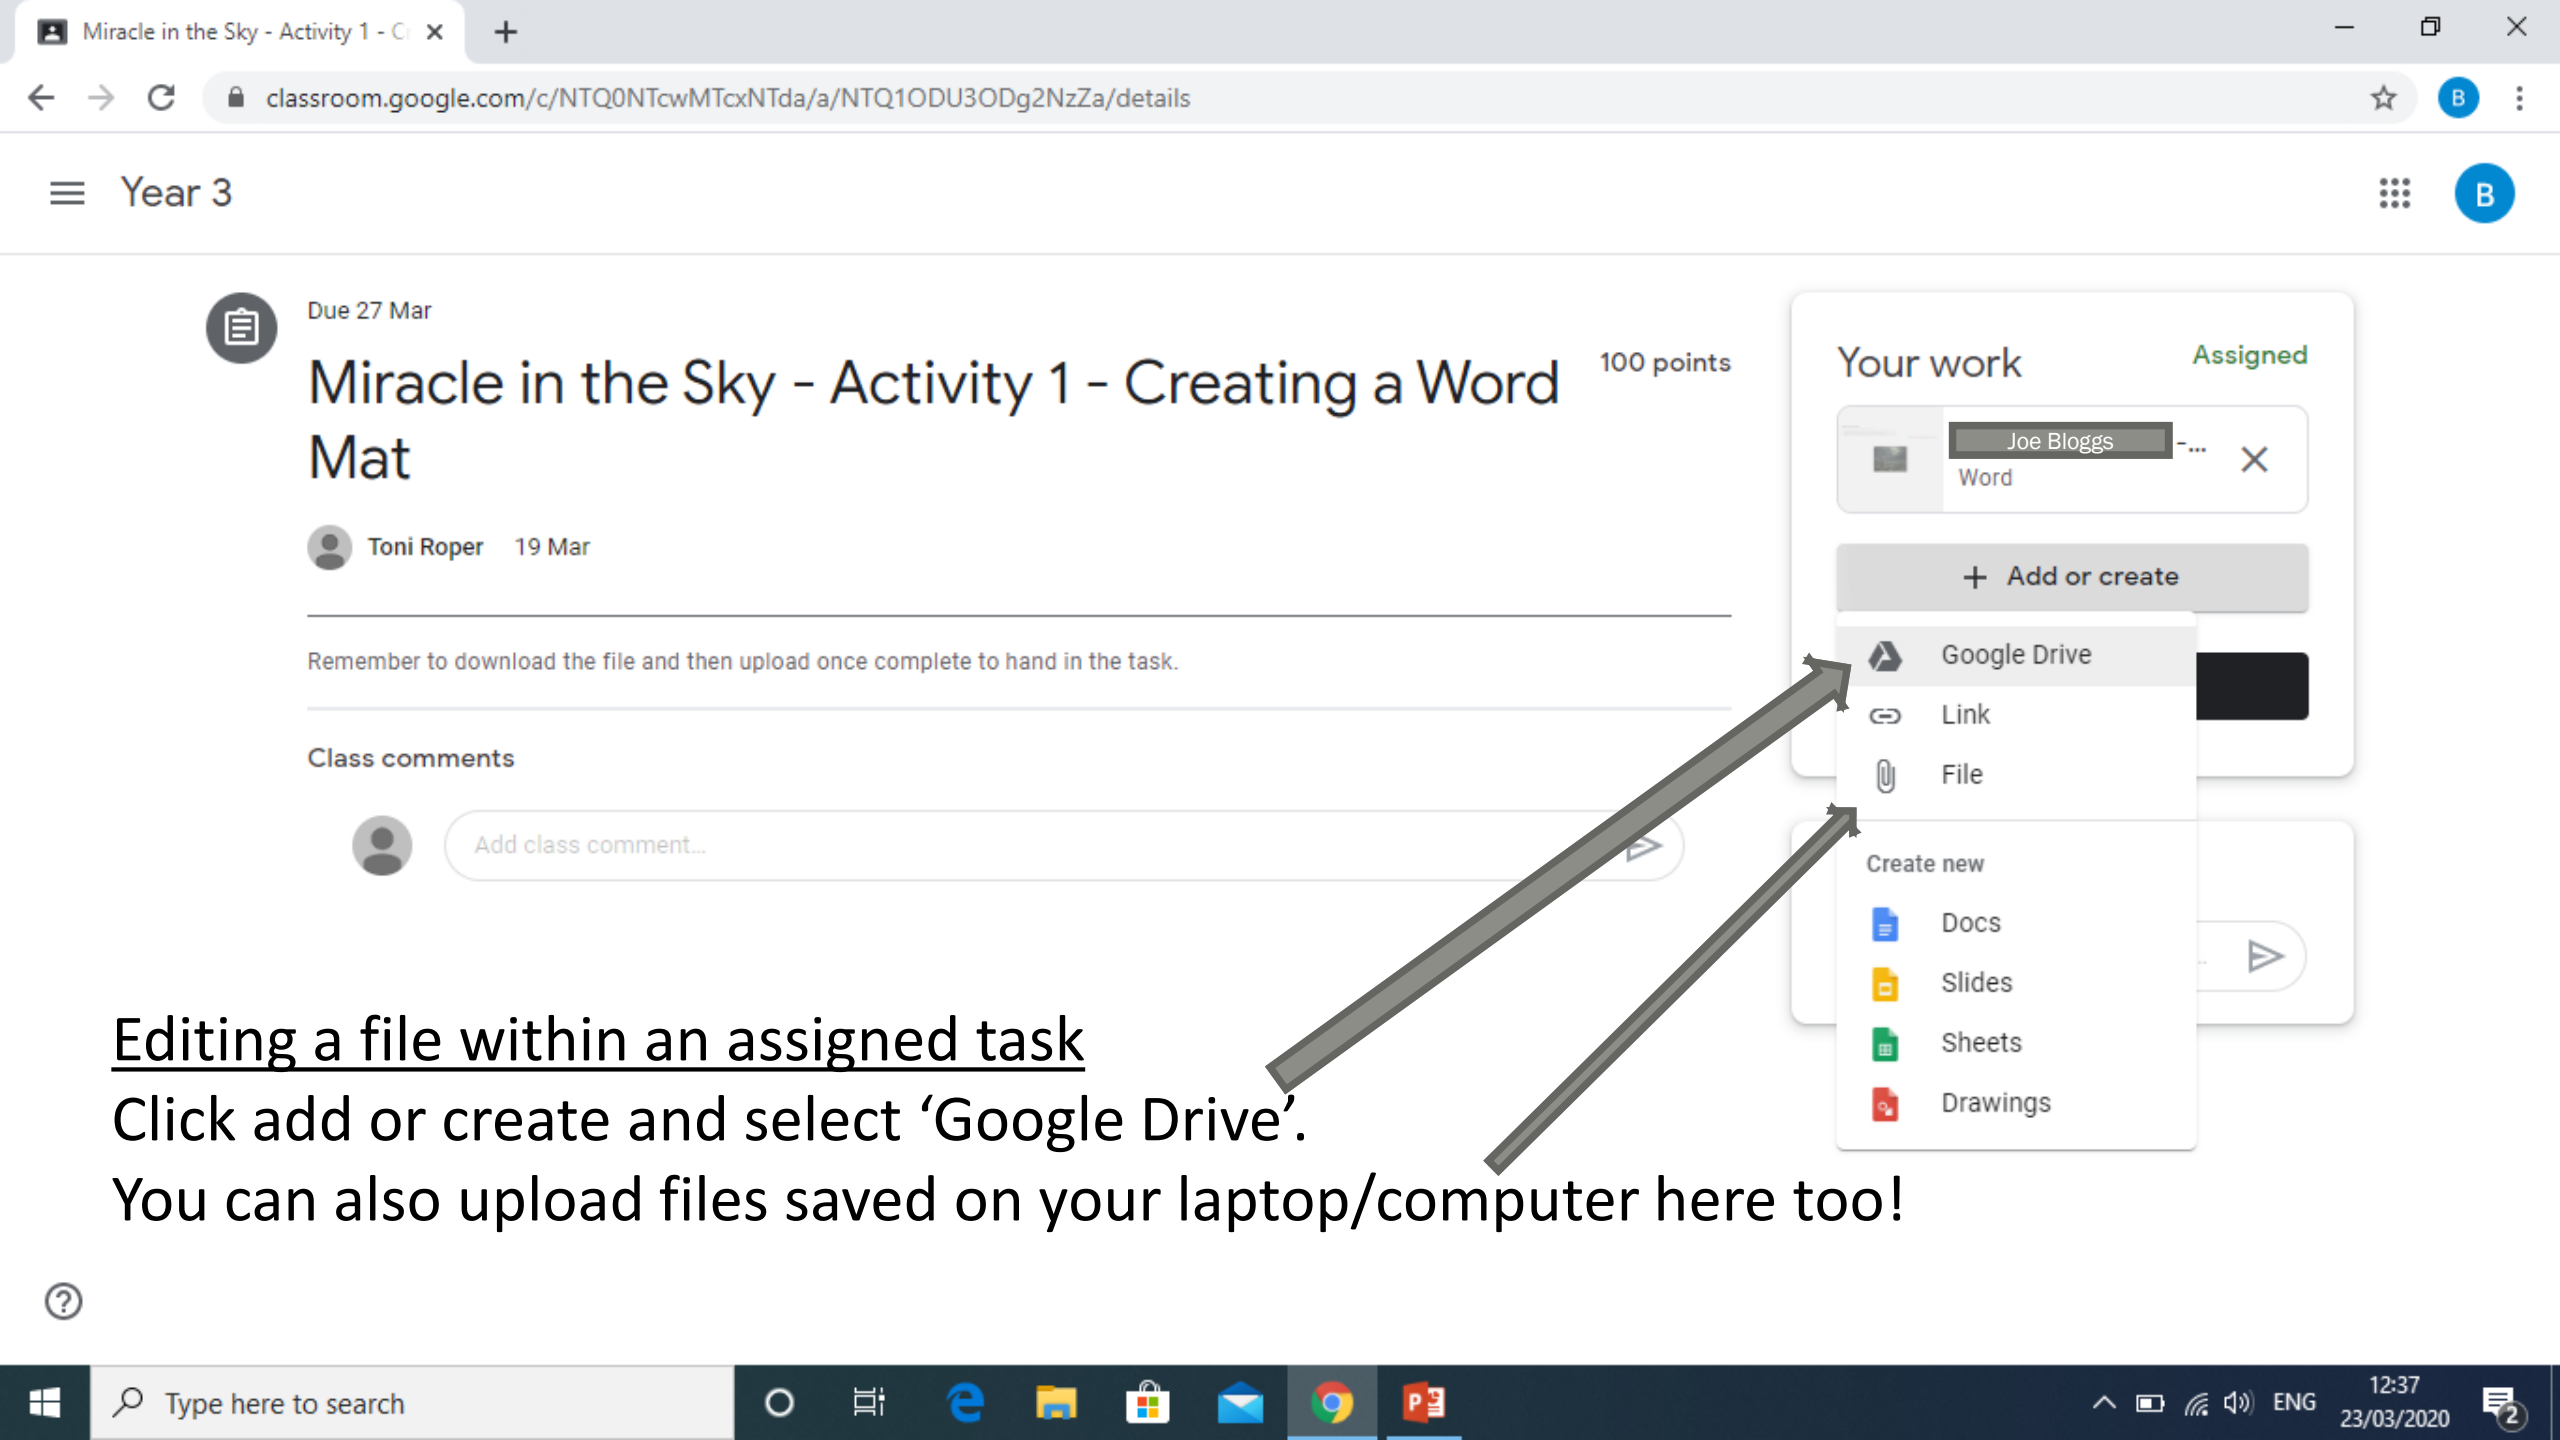 Miracle in the Sky - Activity 1 - C
classroom.google.com/c/NTQ0NTcwMTcxNTda/a/NTQ1ODU3ODg2NzZa/details
B
Year 3
B
Due 27 Mar
Miracle in the Sky - Activity 1 - Creating a Word
Mat
100 points
Toni Roper 19 Mar
Remember to download the file and then upload once complete to hand in the task.
Class comments
Add class comment...
Your work
Assigned
Joe Bloggs -...
Word
+ Add or create
Google Drive
Link
File
Create new
Docs
Slides
Sheets
Drawings
Editing a file within an assigned task
Click add or create and select ‘Google Drive’.
You can also upload files saved on your laptop/computer here too!
Type here to search
ENG
12:37
23/03/2020
2